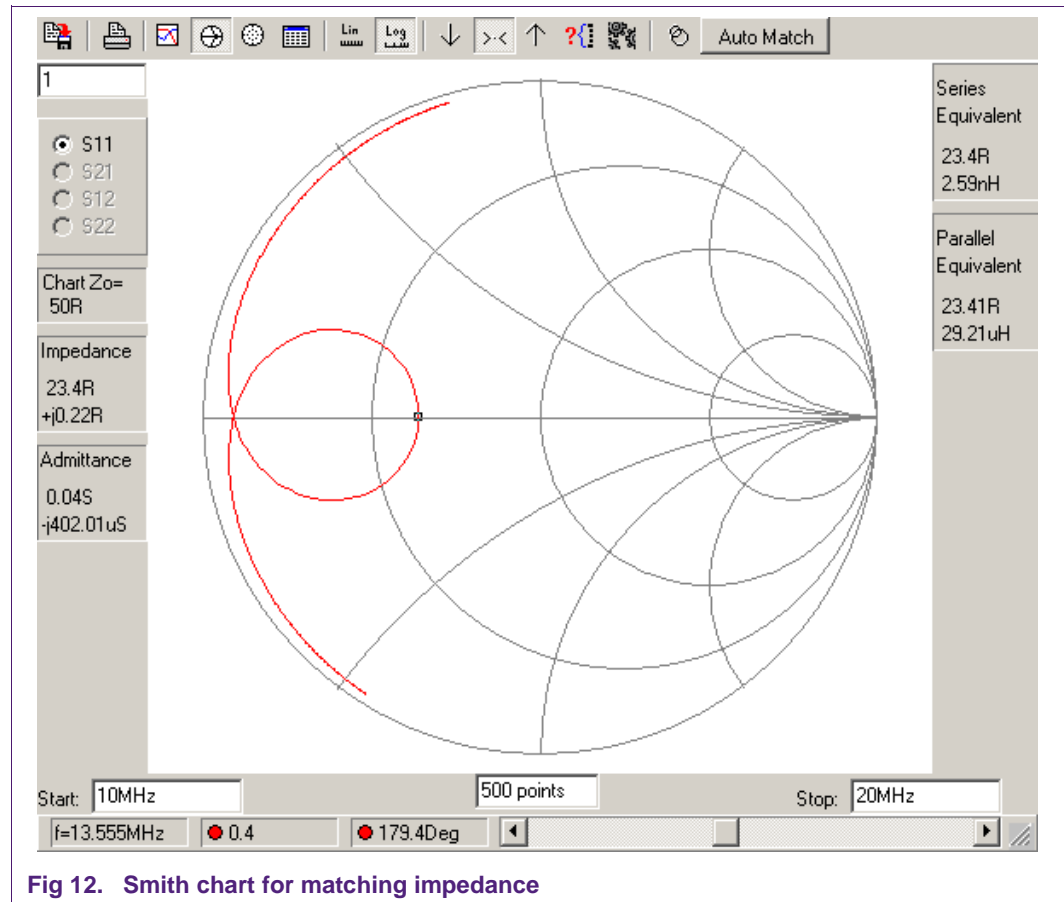 Lin
Log
?{
Auto Match
1
S11
S21
S12
S22
Chart Zo=
50R
Impedance
23.4R
+j0.22R
Admittance
0.04S
-j402.01uS
Series
Equivalent
23.4R
2.59nH
Parallel
Equivalent
23.41R
29.21uH
Start: 10MHz
500 points
Stop: 20MHz
f=13.555MHz
0.4
179.4Deg
Fig 12. Smith chart for matching impedance